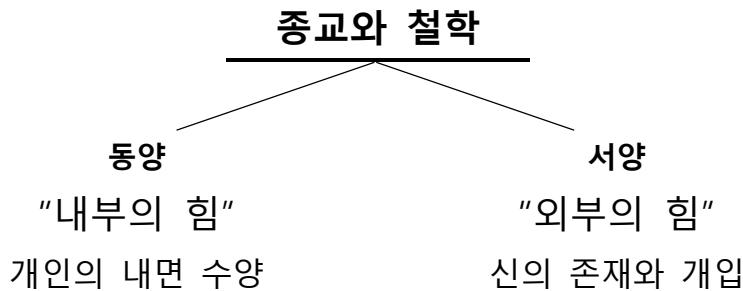 종교와 철학
동양
서양
"내부의 힘"
"외부의 힘"
개인의 내면 수양
신의 존재와 개입